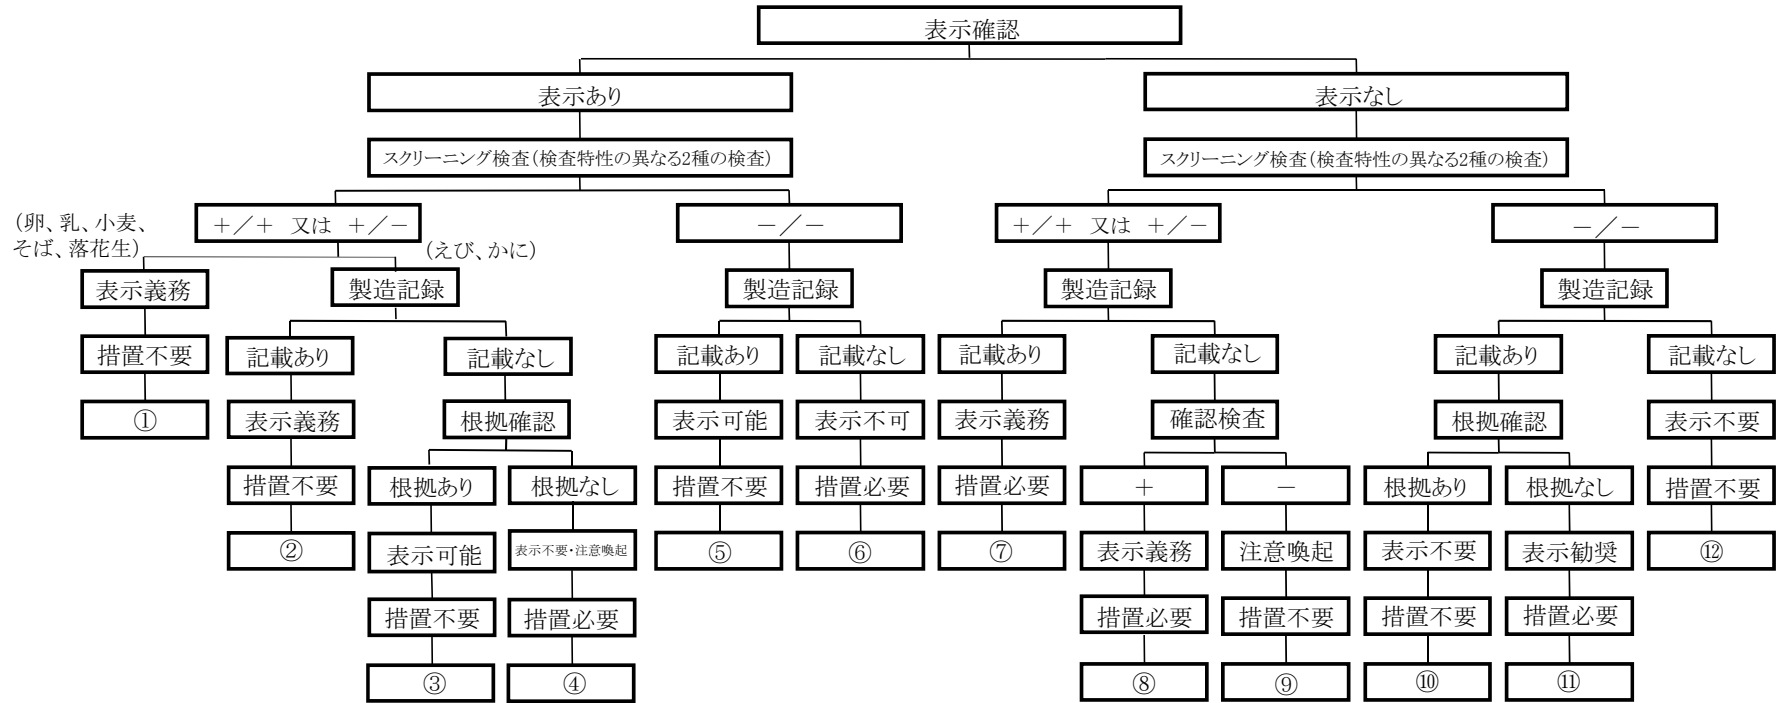 表示確認
表示あり
表示なし
スクリーニング検査(検査特性の異なる2種の検査)
スクリーニング検査(検査特性の異なる2種の検査)
(卵、乳、小麦、
そば、落花生)
+/+ 又は +/-
(えび、かに)
-/-
+/+ 又は +/-
-/-
表示義務
製造記録
製造記録
製造記録
製造記録
措置不要
記載あり
記載なし
記載あり
記載なし
記載あり
記載なし
記載あり
記載なし
①
表示義務
根拠確認
表示可能
表示不可
表示義務
確認検査
根拠確認
表示不要
措置不要
根拠あり
根拠なし
措置不要
措置必要
措置必要
+
-
根拠あり
根拠なし
措置不要
②
表示可能
表示不要・注意喚起
⑤
⑥
⑦
表示義務
注意喚起
表示不要
表示勧奨
⑫
措置不要
措置必要
措置必要
措置不要
措置不要
措置必要
③
④
⑧
⑨
⑩
⑪